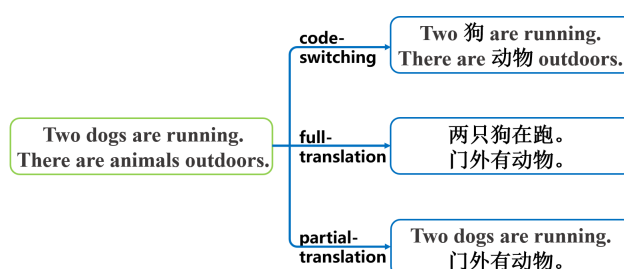 Two dogs are running.
There are animals outdoors.
code-
switching
Two 狗 are running.
There are 动物 outdoors.
full-
translation
两只狗在跑。
门外有动物。
partial-
translation
Two dogs are running.
门外有动物。